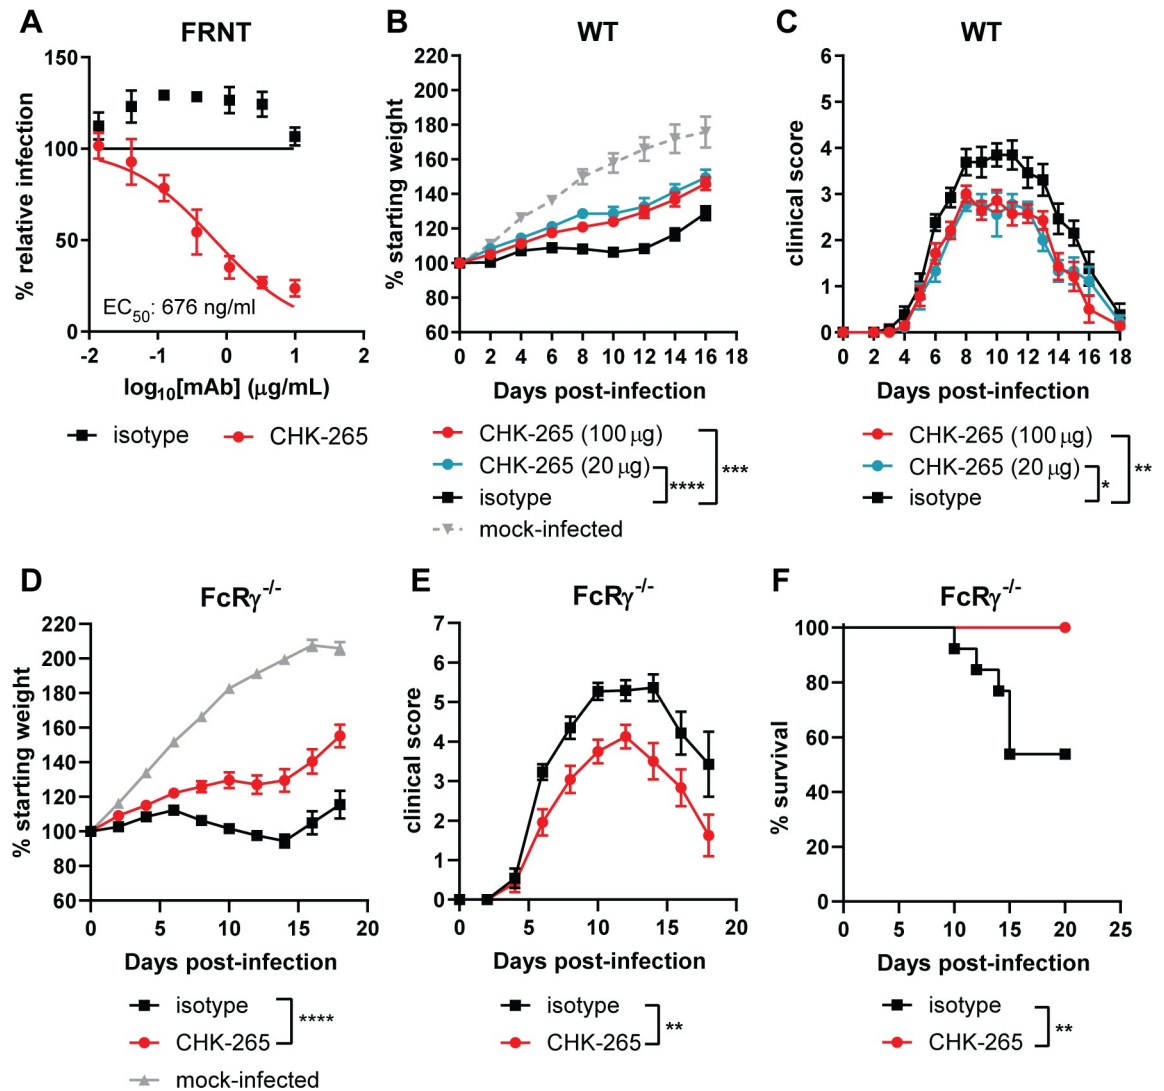 A
FRNT
150
100
50
0
% relative infection
EC50: 676 ng/ml
-2 -1 0 1 2
log10[mAb] (μg/mL)
isotype CHK-265
B
WT
220
200
180
160
140
120
100
80
60
% starting weight
0 2 4 6 8 10 12 14 16 18
Days post-infection
CHK-265 (100 μg)
CHK-265 (20 μg)
isotype
mock-infected
****
***
C
WT
6
5
4
3
2
1
0
clinical score
0 2 4 6 8 10 12 14 16 18
Days post-infection
CHK-265 (100 μg)
CHK-265 (20 μg)
isotype
*
**
D
FcRγ-/-
220
200
180
160
140
120
100
80
60
% starting weight
0 5 10 15 20
Days post-infection
isotype
CHK-265
mock-infected
****
E
FcRγ-/-
7
6
5
4
3
2
1
0
clinical score
0 5 10 15 20
Days post-infection
isotype
CHK-265
**
F
FcRγ-/-
100
80
60
40
20
0
% survival
0 5 10 15 20 25
Days post-infection
isotype
CHK-265
**